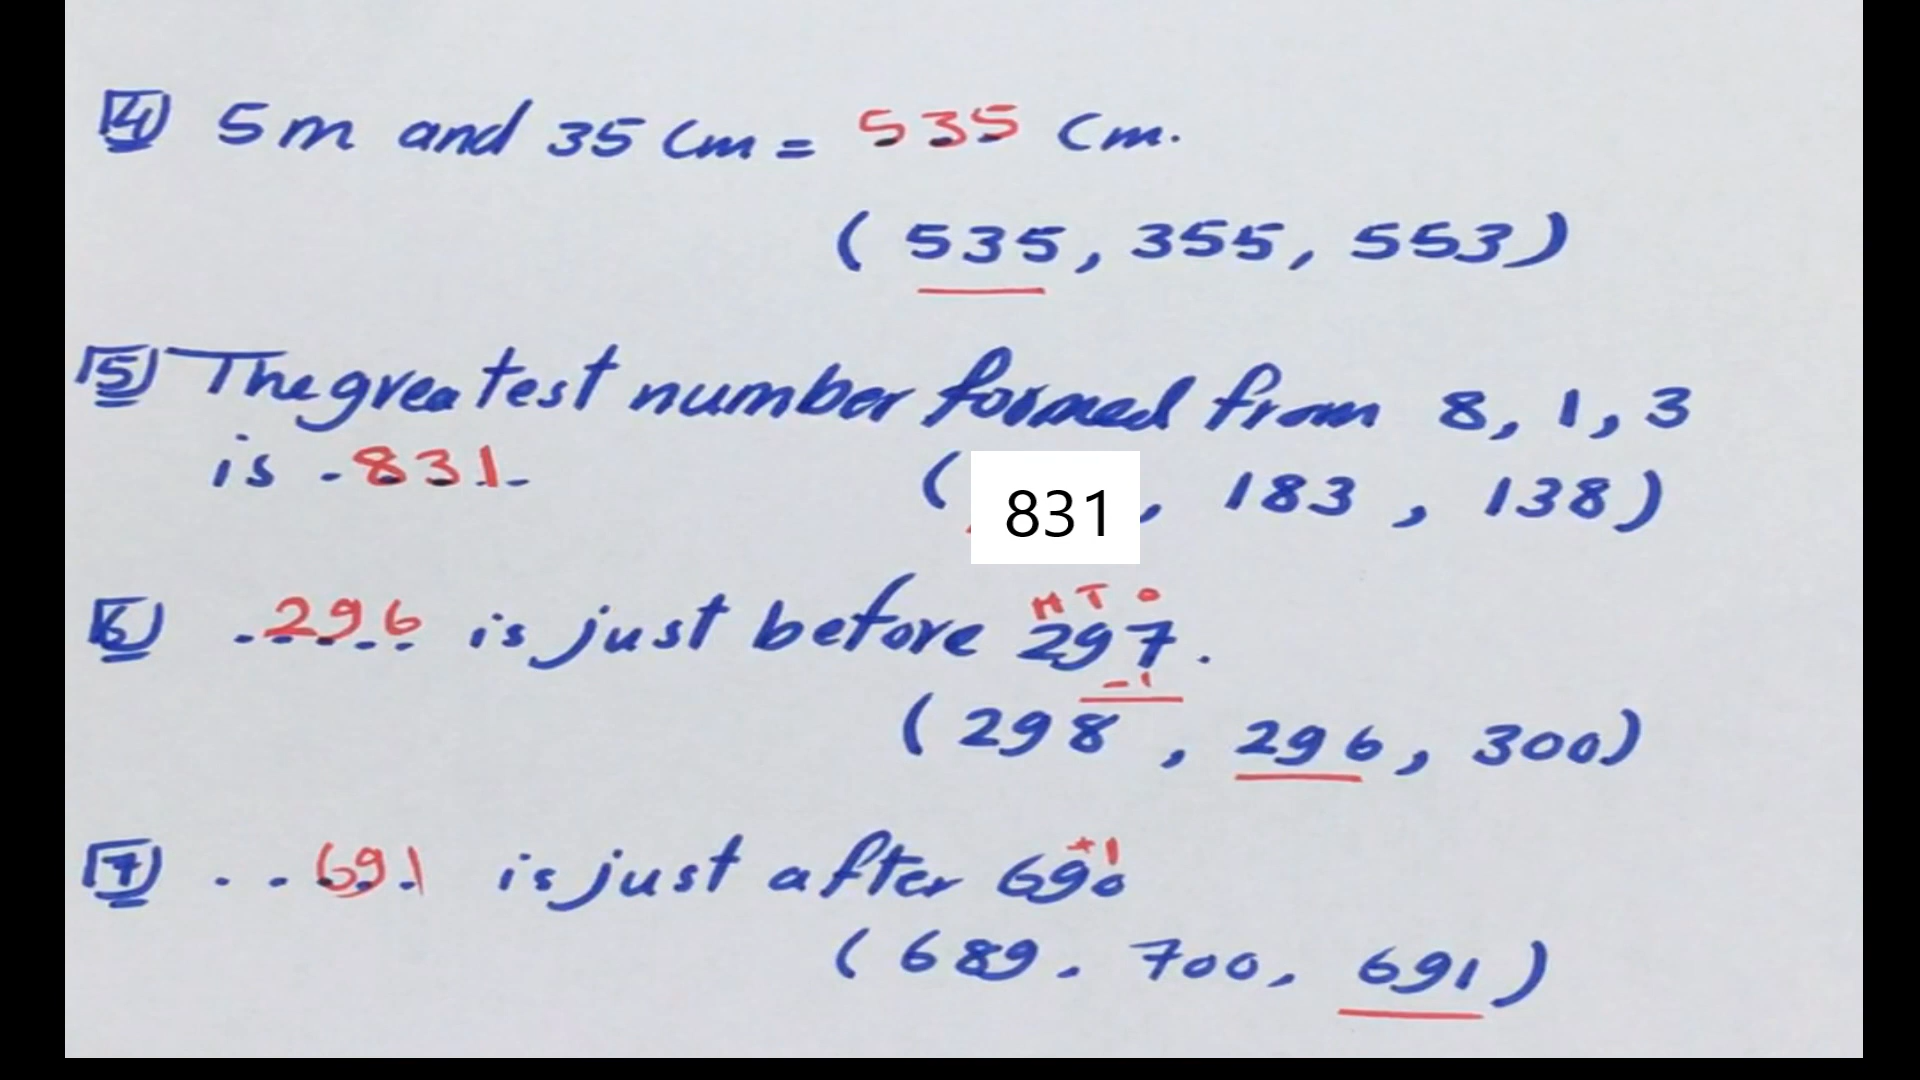 4 5m and 35 Cm = 535 Cm.
( 535, 355, 553 )
5 The greatest number formed from 8, 1, 3
is . 831 . ( 831 , 183 , 138 )
H T O
6 ..296.. is just before 297 .
-1
( 298 , 296 , 300 )
+1
7 ..691. is just after 690
( 689 . 700 , 691 )